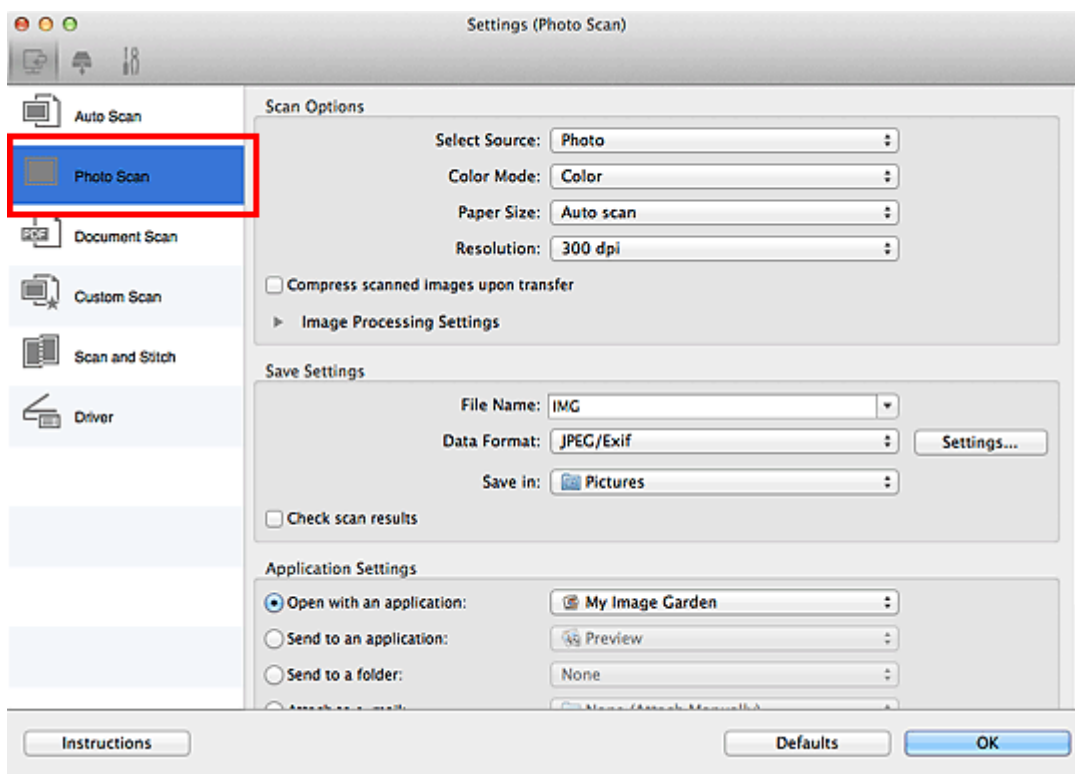 Settings (Photo Scan)
Auto Scan
Photo Scan
Document Scan
Custom Scan
Scan and Stitch
Driver
Scan Options
Select Source: Photo
Color Mode: Color
Paper Size: Auto scan
Resolution: 300 dpi
Compress scanned images upon transfer
Image Processing Settings
Save Settings
File Name: IMG
Data Format: JPEG/Exif Settings...
Save in: Pictures
Check scan results
Application Settings
Open with an application: My Image Garden
Send to an application: Preview
Send to a folder: None
Instructions Defaults OK